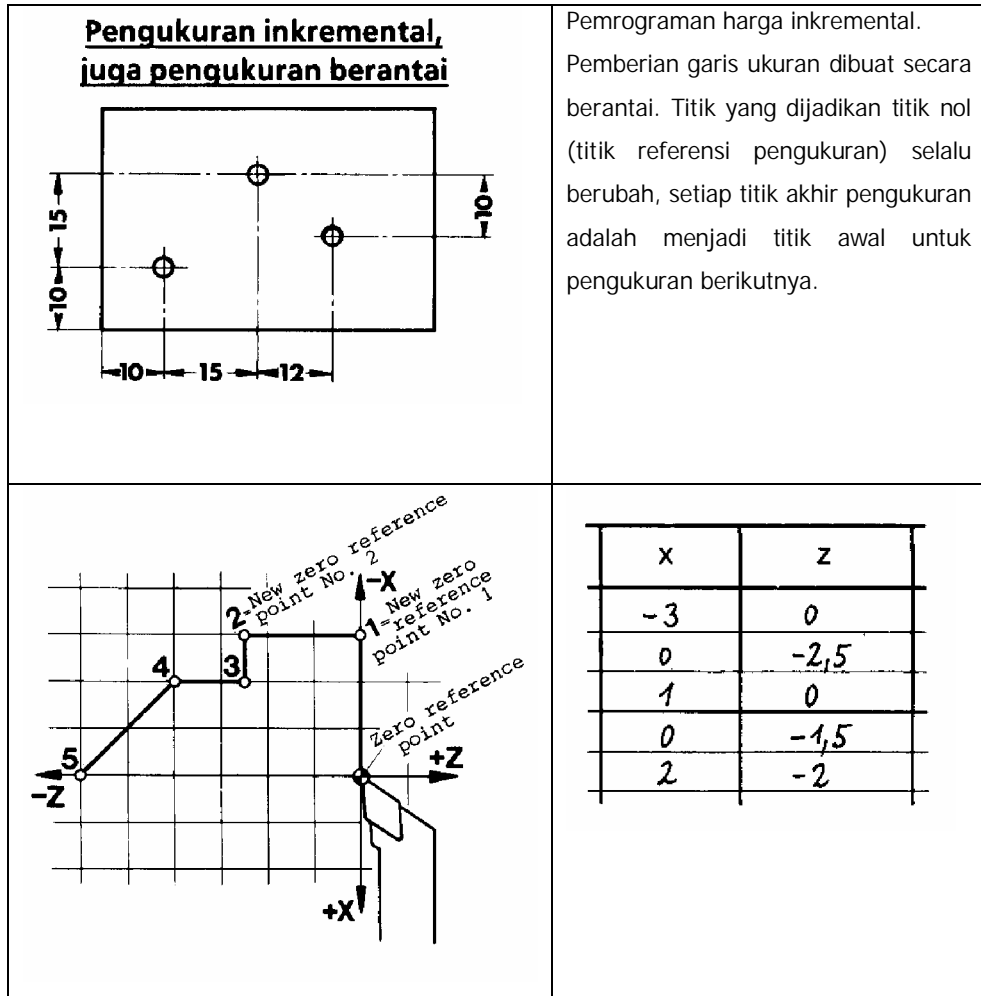 Pengukuran inkremental,
juga pengukuran berantai
15
10
10
10
15
12
Pemrograman harga inkremental.
Pemberian garis ukuran dibuat secara
berantai. Titik yang dijadikan titik nol
(titik referensi pengukuran) selalu
berubah, setiap titik akhir pengukuran
adalah menjadi titik awal untuk
pengukuran berikutnya.
2=New zero reference
point No. 2
-X
1=New zero
reference
point No. 1
4
3
Zero reference
point
5
+Z
-Z
+X
x z
-3 0
0 -2,5
1 0
0 -1,5
2 -2